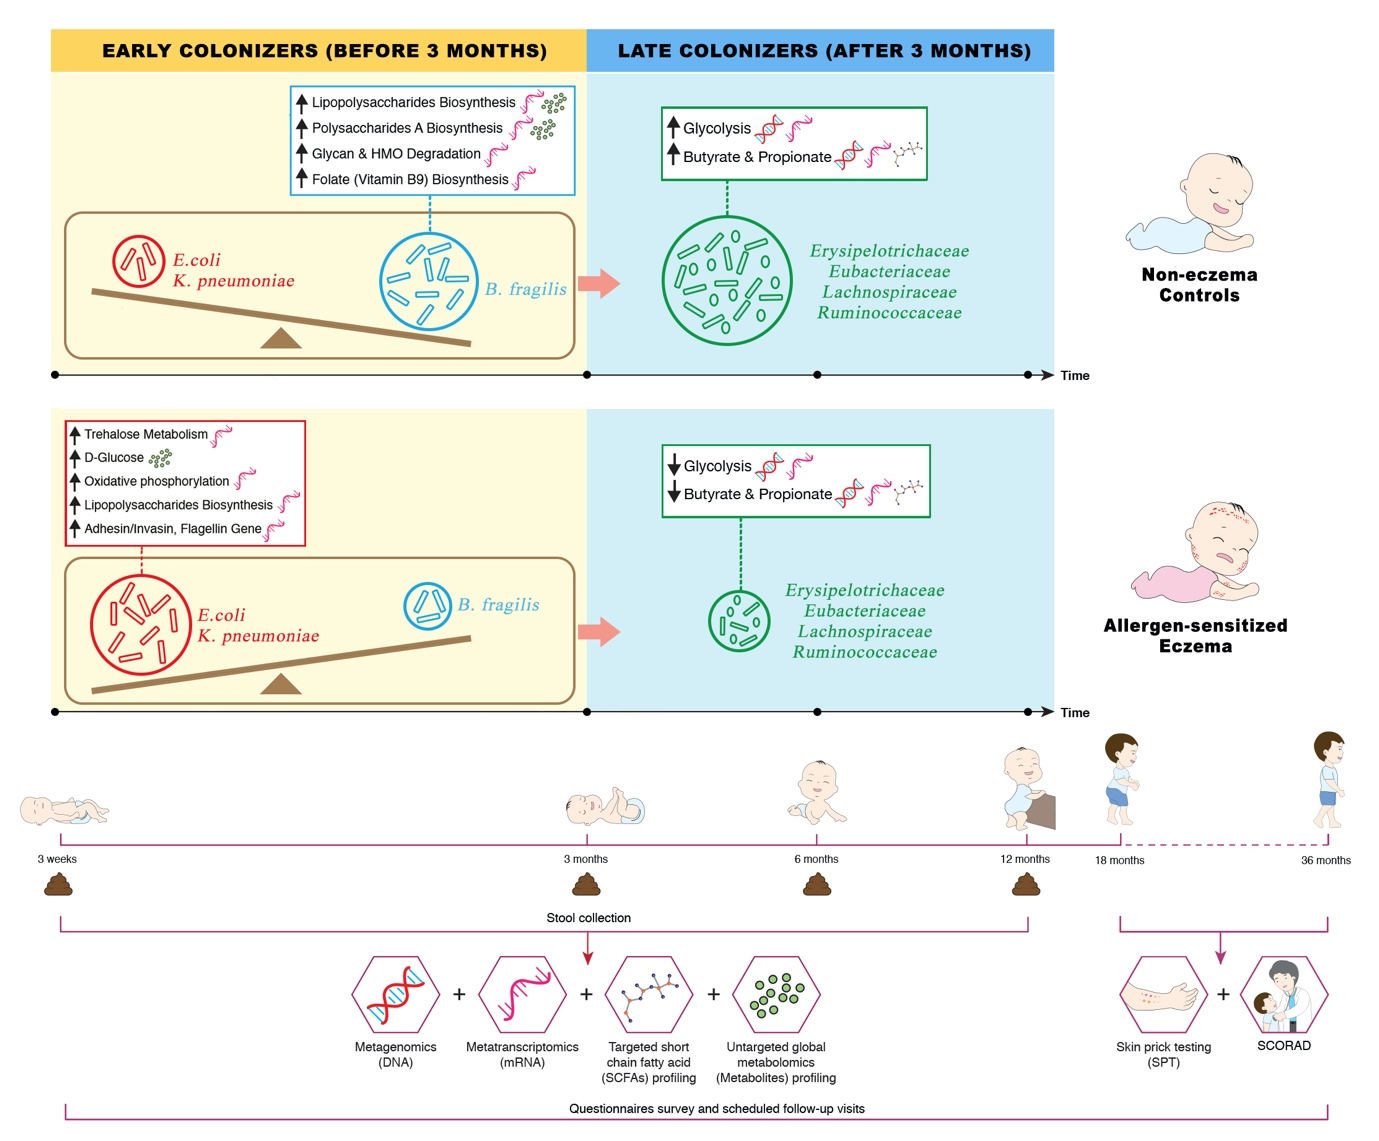 EARLY COLONIZERS (BEFORE 3 MONTHS)
LATE COLONIZERS (AFTER 3 MONTHS)
Lipopolysaccharides Biosynthesis
Polysaccharides A Biosynthesis
Glycan & HMO Degradation
Folate (Vitamin B9) Biosynthesis
E.coli
K. pneumoniae
B. fragilis
Glycolysis
Butyrate & Propionate
Erysipelotrichaceae
Eubacteriaceae
Lachnospiraceae
Ruminococcaceae
Non-eczema
Controls
Time
Trehalose Metabolism
D-Glucose
Oxidative phosphorylation
Lipopolysaccharides Biosynthesis
Adhesin/Invasin, Flagellin Gene
E.coli
K. pneumoniae
B. fragilis
Glycolysis
Butyrate & Propionate
Erysipelotrichaceae
Eubacteriaceae
Lachnospiraceae
Ruminococcaceae
Allergen-sensitized
Eczema
Time
3 weeks
3 months
6 months
12 months
18 months
36 months
Stool collection
Metagenomics
(DNA)
+
Metatranscriptomics
(mRNA)
+
Targeted short
chain fatty acid
(SCFAs) profiling
+
Untargeted global
metabolomics
(Metabolites) profiling
Skin prick testing
(SPT)
+
SCORAD
Questionnaires survey and scheduled follow-up visits